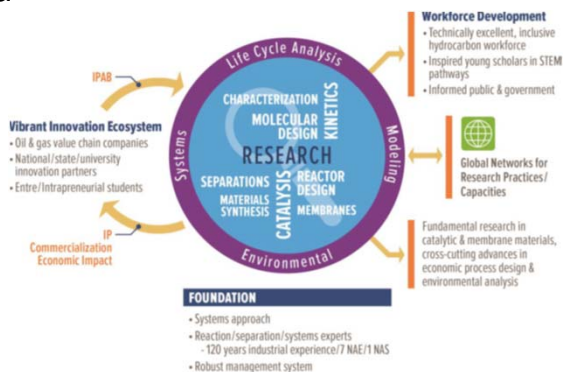 IPAB
Vibrant Innovation Ecosystem
• Oil & gas value chain companies
• National/state/university
innovation partners
• Entre/Intrapreneurial students
IP
Commercialization
Economic Impact
Life Cycle Analysis
Systems
Modeling
Environmental
CHARACTERIZATION
MOLECULAR
DESIGN
KINETICS
RESEARCH
SEPARATIONS
MATERIALS
SYNTHESIS
CATALYSIS
REACTOR
DESIGN
MEMBRANES
Workforce Development
• Technically excellent, inclusive
hydrocarbon workforce
• Inspired young scholars in STEM
pathways
• Informed public & government
Global Networks for
Research Practices/
Capacities
Fundamental research in
catalytic & membrane materials,
cross-cutting advances in
economic process design &
environmental analysis
FOUNDATION
• Systems approach
• Reaction/separation/systems experts
- 120 years industrial experience/7 NAE/1 NAS
• Robust management system